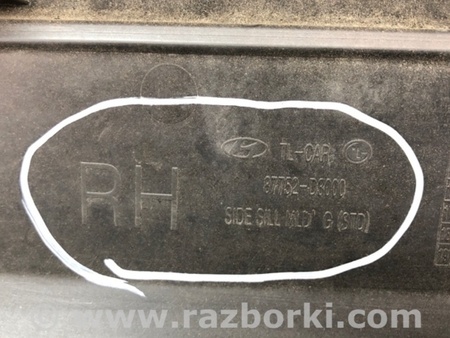 RH
TL-CAR
87752-D3000
SIDE SILL MLD' G (STD)
www.razborki.com